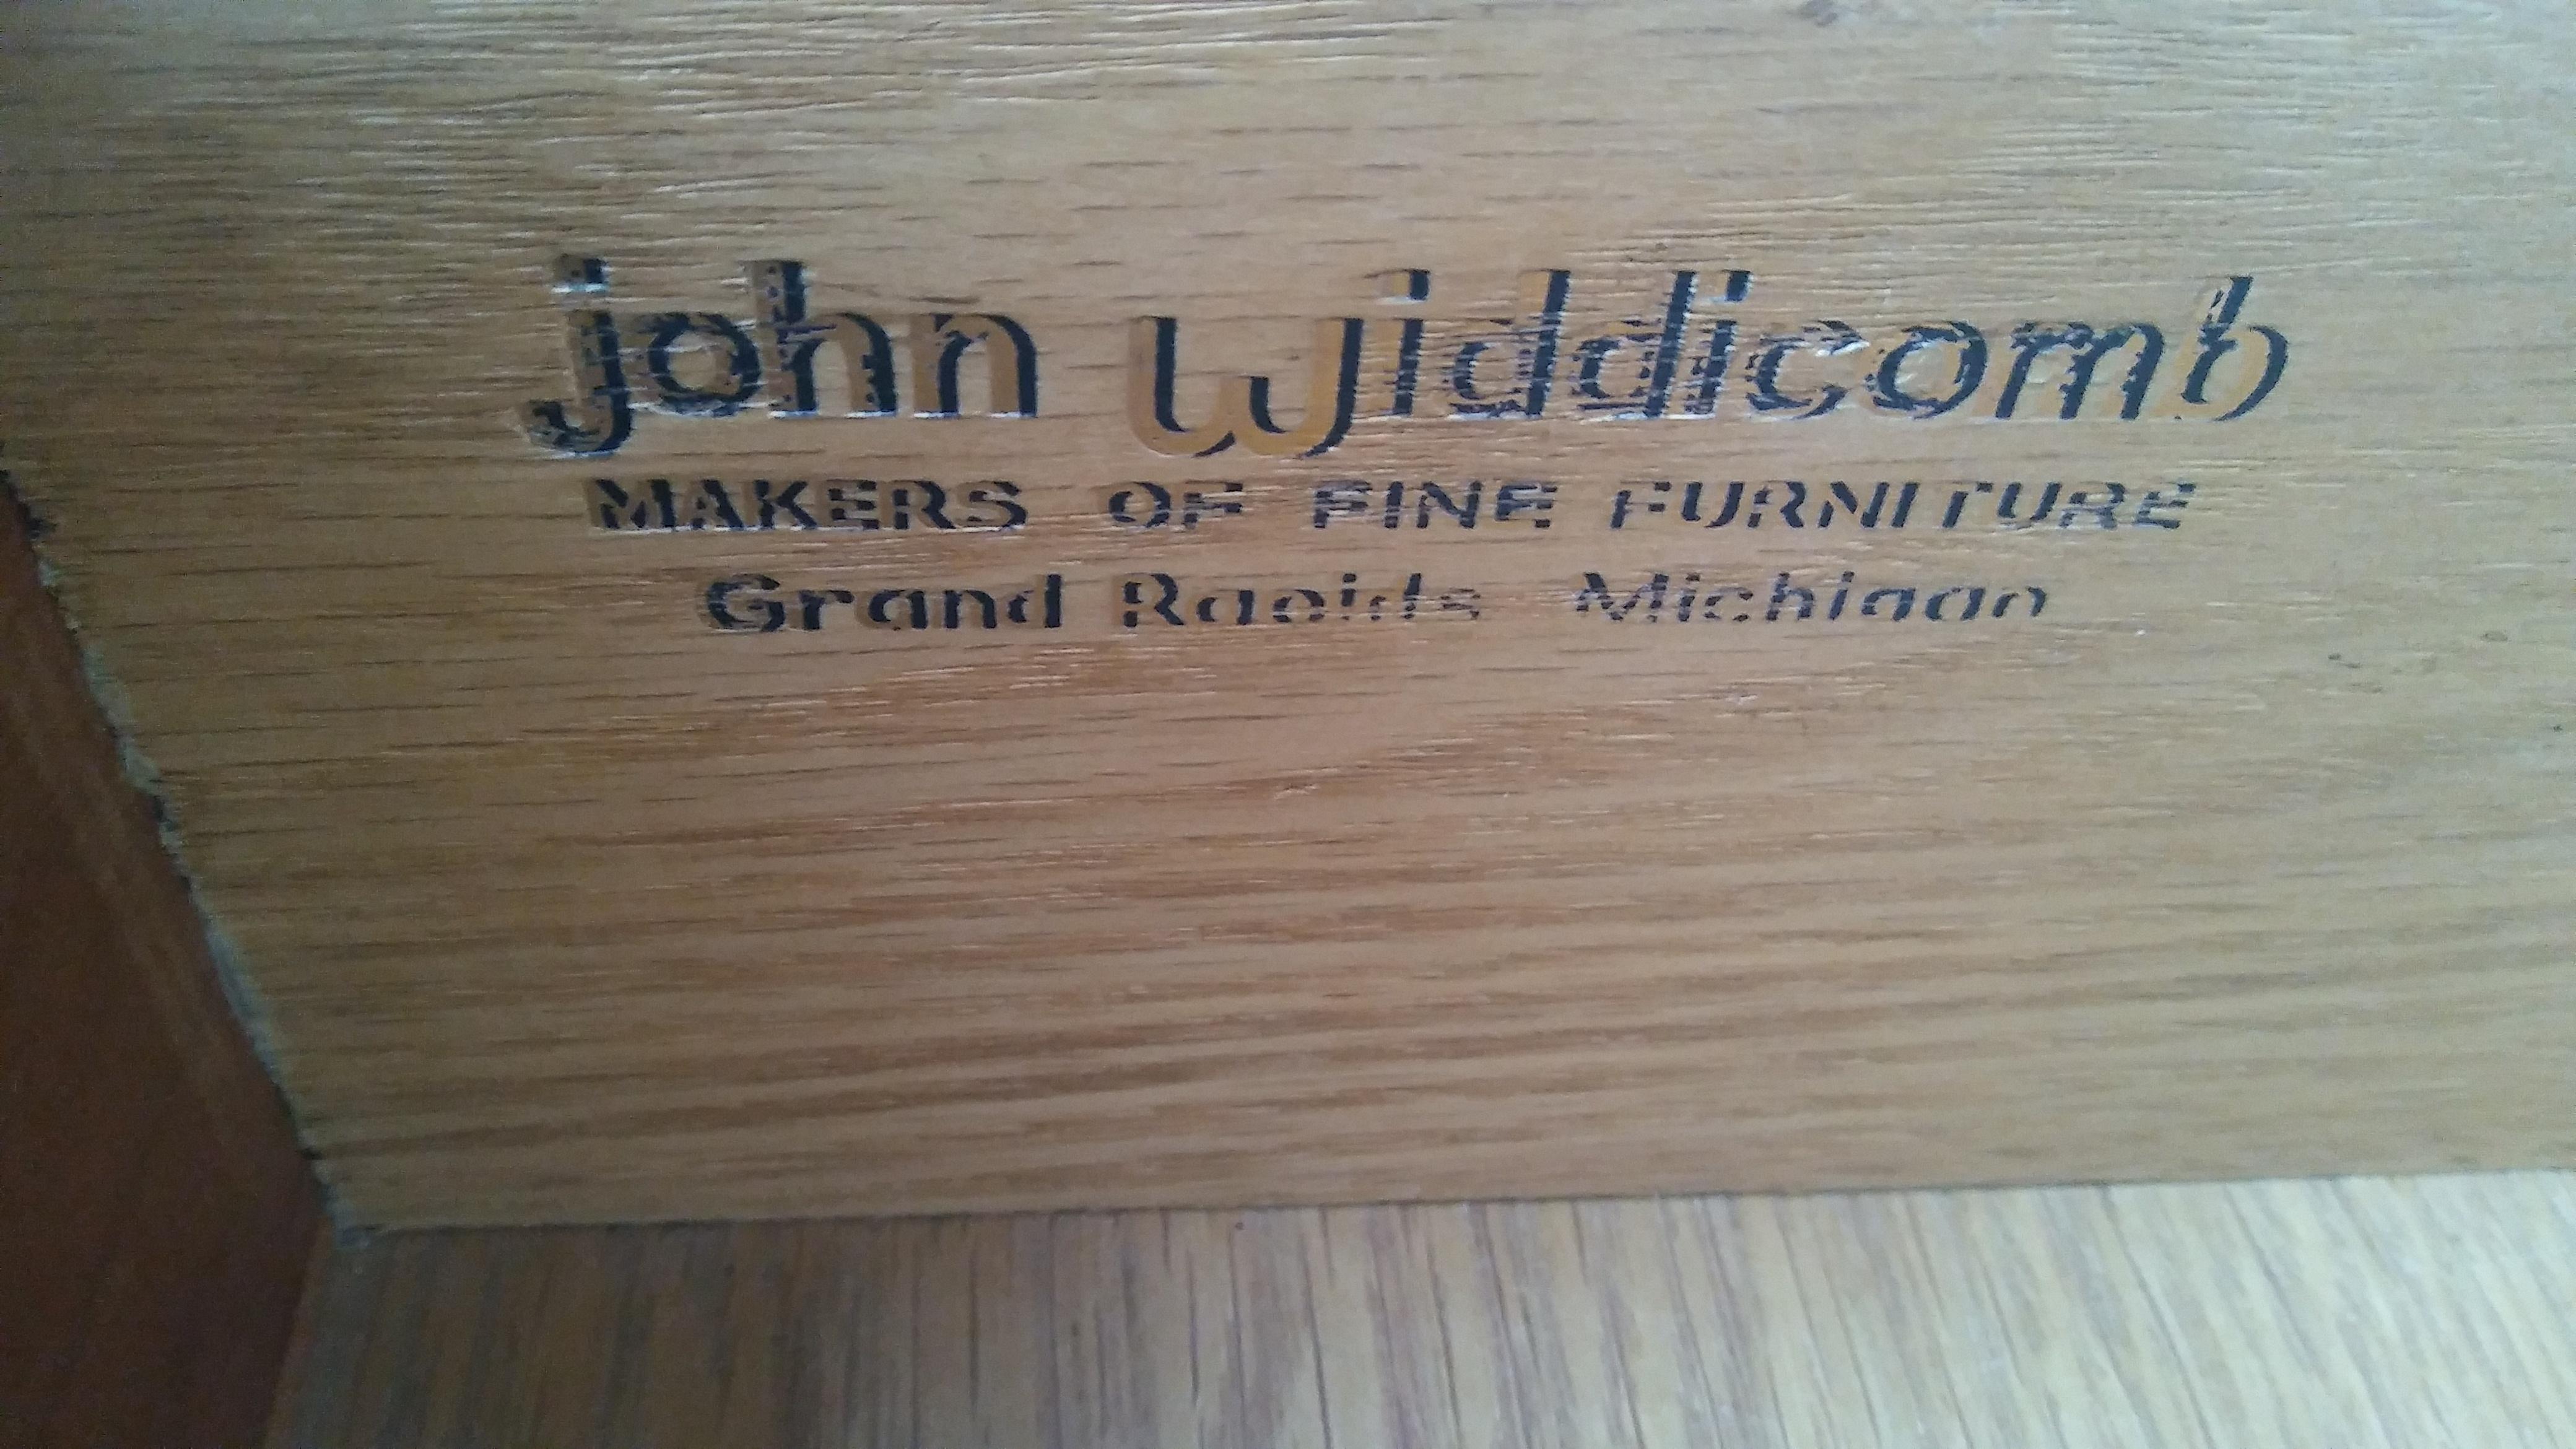 john widdicomb
MAKERS OF FINE FURNITURE
Grand Rapids Michigan